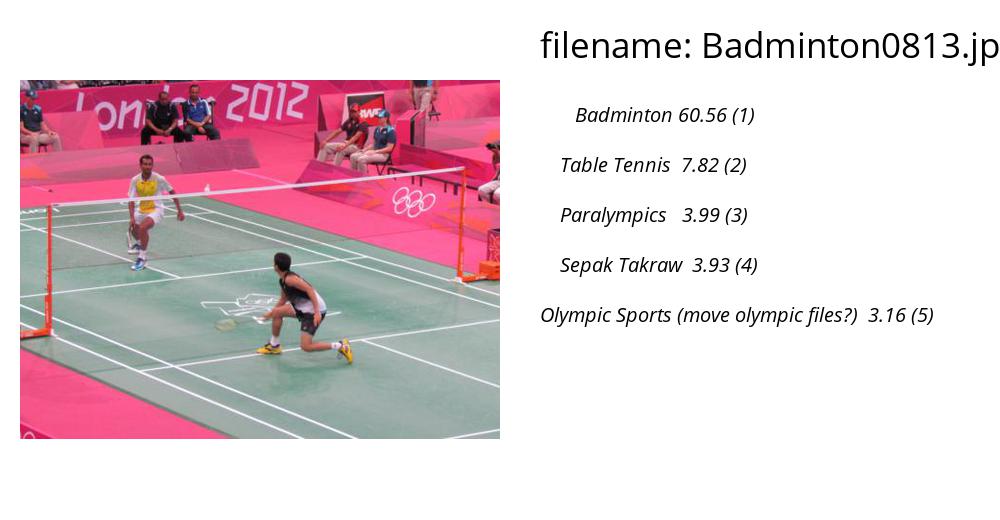 filename: Badminton0813.jp
London 2012
Badminton 60.56 (1)
Table Tennis 7.82 (2)
Paralympics 3.99 (3)
Sepak Takraw 3.93 (4)
Olympic Sports (move olympic files?) 3.16 (5)